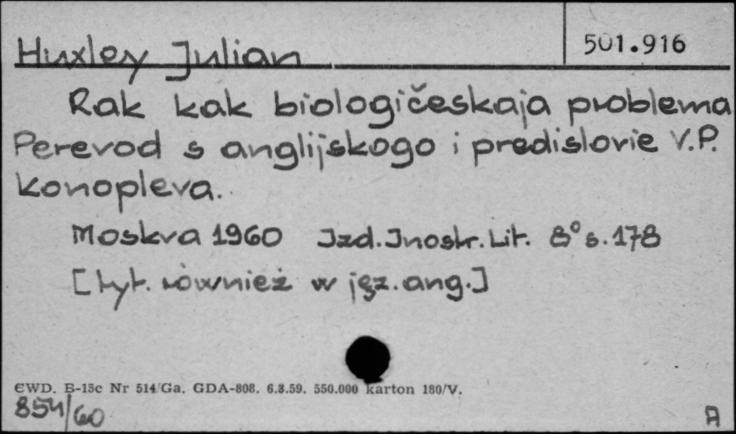 Huxley Julian
501.916
Rak kak biologičeskaja problema
Perevod s anglijskogo i predislovie V.P.
Konopleva.
Moskva 1960 Izd. Inostr. Lit. 8° s. 178
[tyt. również w jęz. ang.]
CWD. B-15c Nr 514/Ga. GDA-808. 6.8.59. 550.000 karton 180/V.
854/60
A